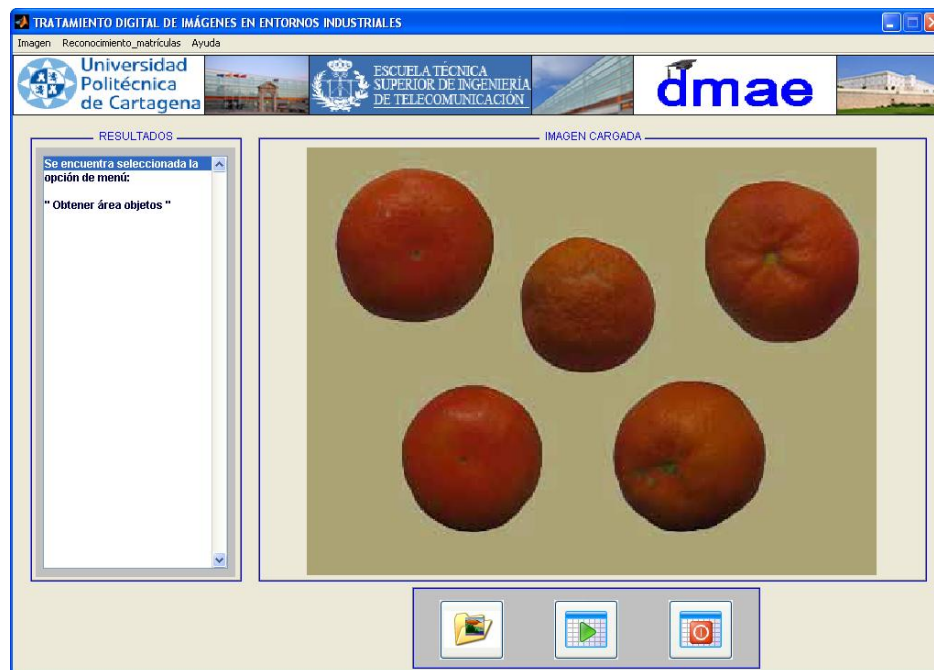 TRATAMIENTO DIGITAL DE IMÁGENES EN ENTORNOS INDUSTRIALES
Imagen Reconocimiento_matrículas Ayuda
Universidad
Politécnica
de Cartagena
ESCUELA TÉCNICA
SUPERIOR DE INGENIERÍA
DE TELECOMUNICACIÓN
dmae
RESULTADOS
Se encuentra seleccionada la
opción de menú:
" Obtener área objetos "
IMAGEN CARGADA